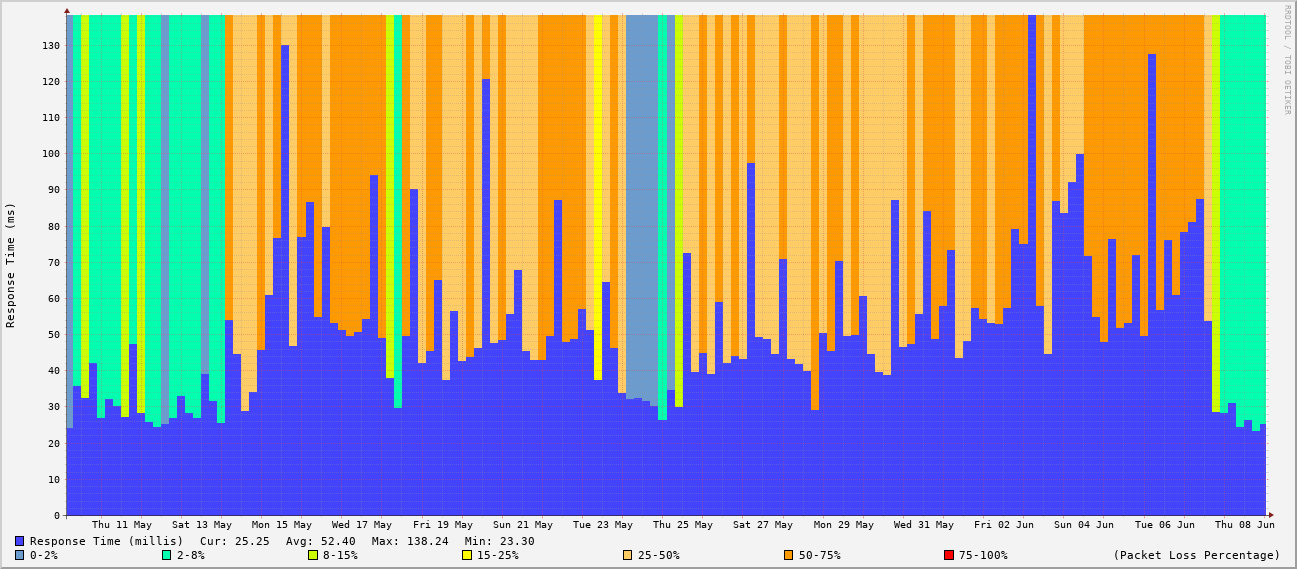 RRDTOOL / TOBI OETIKER
Response Time (ms)
130
120
110
100
90
80
70
60
50
40
30
20
10
0
Thu 11 May Sat 13 May Mon 15 May Wed 17 May Fri 19 May Sun 21 May Tue 23 May Thu 25 May Sat 27 May Mon 29 May Wed 31 May Fri 02 Jun Sun 04 Jun Tue 06 Jun Thu 08 Jun
Response Time (millis) Cur: 25.25 Avg: 52.40 Max: 138.24 Min: 23.30
0-2% 2-8% 8-15% 15-25% 25-50% 50-75% 75-100% (Packet Loss Percentage)